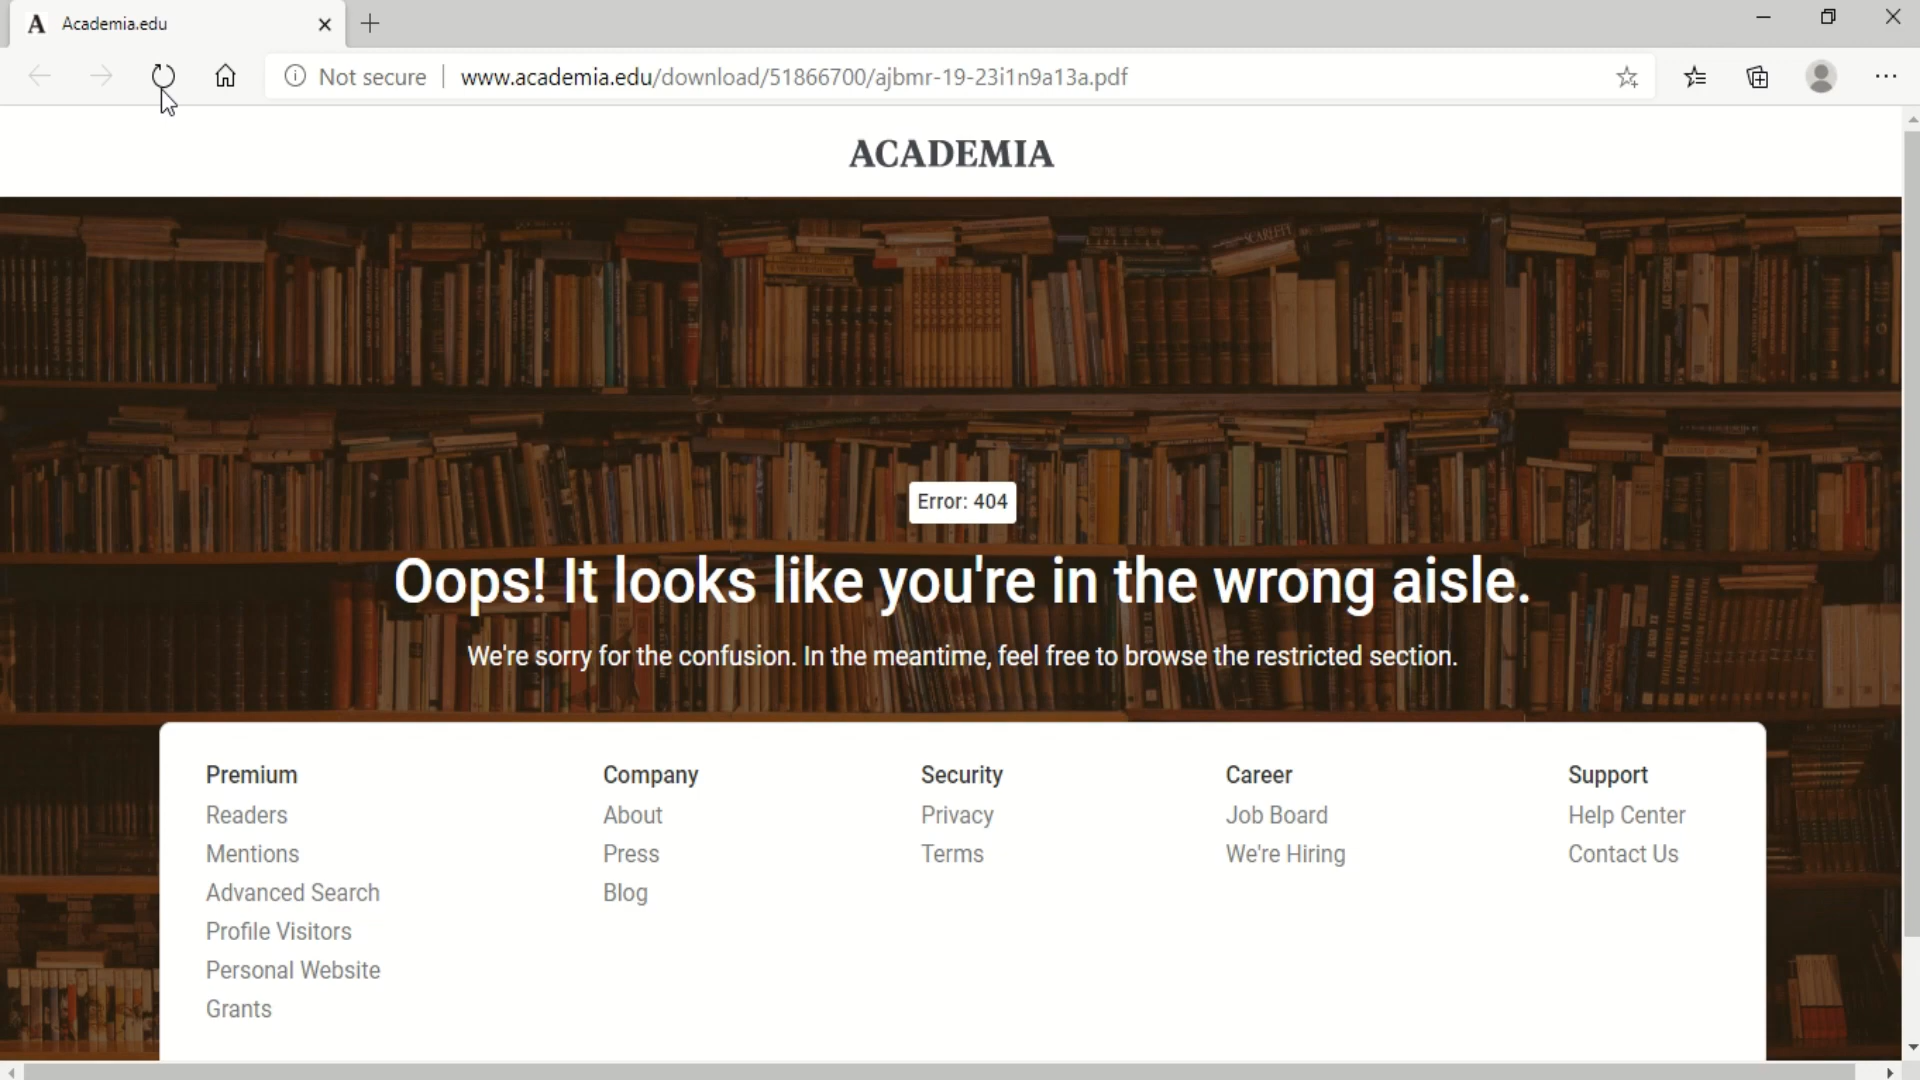 A Academia.edu
Not secure www.academia.edu/download/51866700/ajbmr-19-23i1n9a13a.pdf
ACADEMIA
SCARLETT
Error: 404
Oops! It looks like you're in the wrong aisle.
We're sorry for the confusion. In the meantime, feel free to browse the restricted section.
Premium
Readers
Mentions
Advanced Search
Profile Visitors
Personal Website
Grants
Company
About
Press
Blog
Security
Privacy
Terms
Career
Job Board
We're Hiring
Support
Help Center
Contact Us